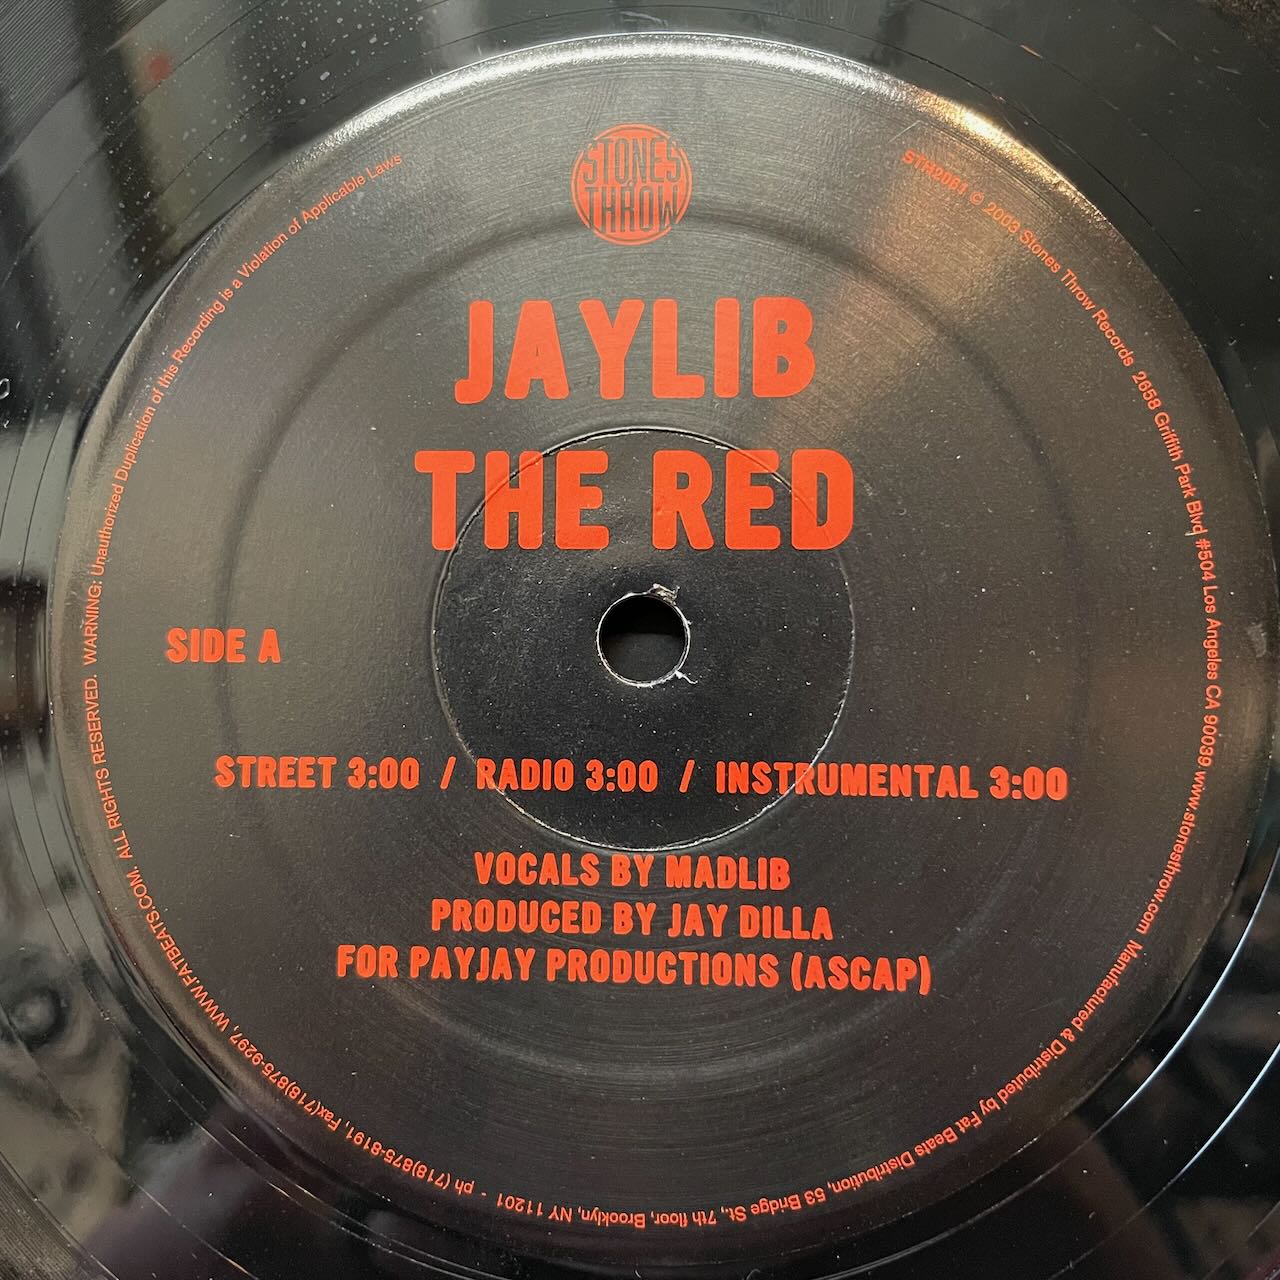 STONES
THROW
JAYLIB
THE RED
SIDE A
STREET 3:00 / RADIO 3:00 / INSTRUMENTAL 3:00
VOCALS BY MADLIB
PRODUCED BY JAY DILLA
FOR PAYJAY PRODUCTIONS (ASCAP)
STH2061 © 2003 Stones Throw Records 2658 Griffith Park Blvd #504 Los Angeles CA 90039 www.stonesthrow.com Manufactured & Distributed by Fat Beats Distribution, 53 Bridge St., 7th floor, Brooklyn, NY 11201 - ph (718)875-8191, Fax(718)875-9297, WWW.FATBEATS.COM. ALL RIGHTS RESERVED. WARNING: Unauthorized Duplication of this Recording is a Violation of Applicable Laws